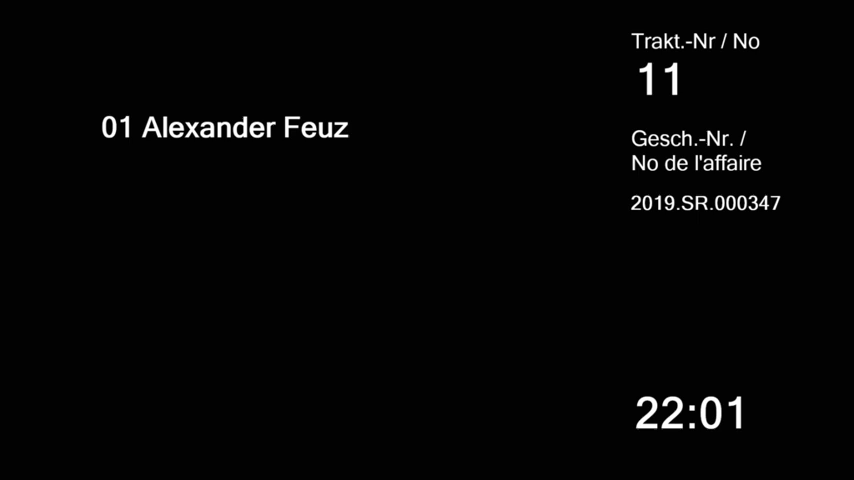 01 Alexander Feuz
Trakt.-Nr / No
11
Gesch.-Nr. /
No de l'affaire
2019.SR.000347
22:01